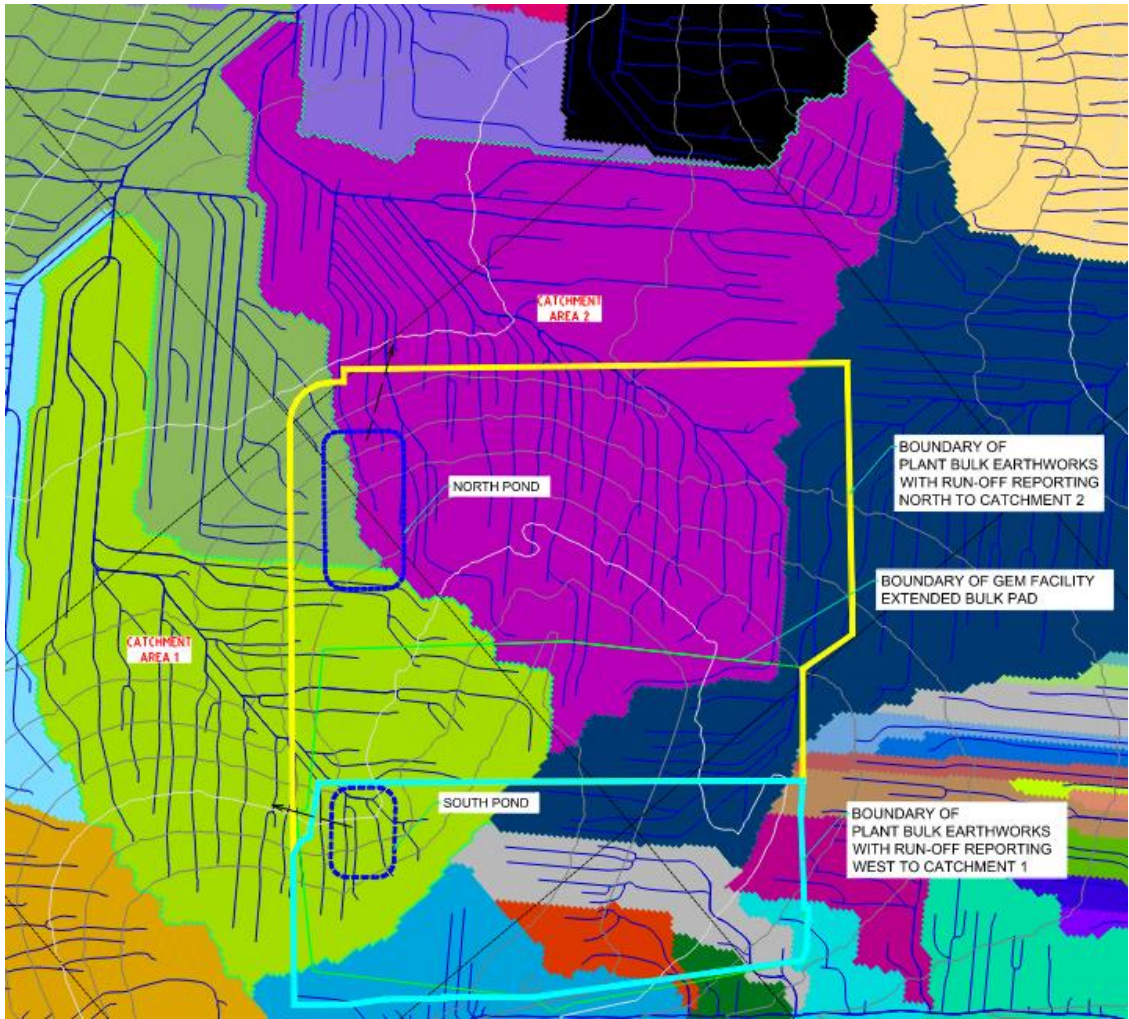 CATCHMENT
AREA 2
BOUNDARY OF
PLANT BULK EARTHWORKS
WITH RUN-OFF REPORTING
NORTH TO CATCHMENT 2
NORTH POND
BOUNDARY OF GEM FACILITY
EXTENDED BULK PAD
CATCHMENT
AREA 1
SOUTH POND
BOUNDARY OF
PLANT BULK EARTHWORKS
WITH RUN-OFF REPORTING
WEST TO CATCHMENT 1